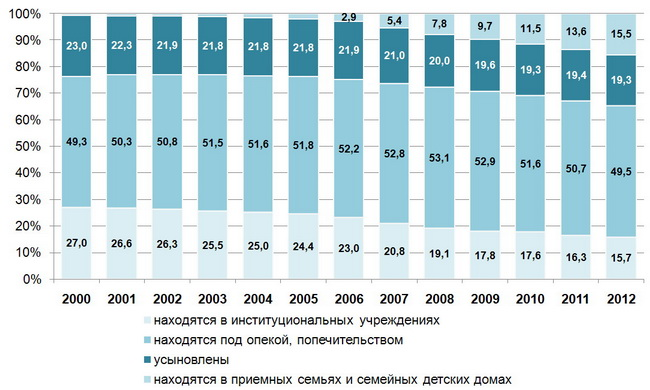 100%
2,9 5,4 7,8 9,7 11,5 13,6 15,5
90%
23,0 22,3 21,9 21,8 21,8 21,8 21,9 21,0 20,0 19,6 19,3 19,4 19,3
80%
70%
60%
49,3 50,3 50,8 51,5 51,6 51,8 52,2 52,8 53,1 52,9 51,6 50,7 49,5
50%
40%
30%
20%
27,0 26,6 26,3 25,5 25,0 24,4 23,0 20,8 19,1 17,8 17,6 16,3 15,7
10%
0%
2000 2001 2002 2003 2004 2005 2006 2007 2008 2009 2010 2011 2012
находятся в институциональных учреждениях
находятся под опекой, попечительством
усыновлены
находятся в приемных семьях и семейных детских домах